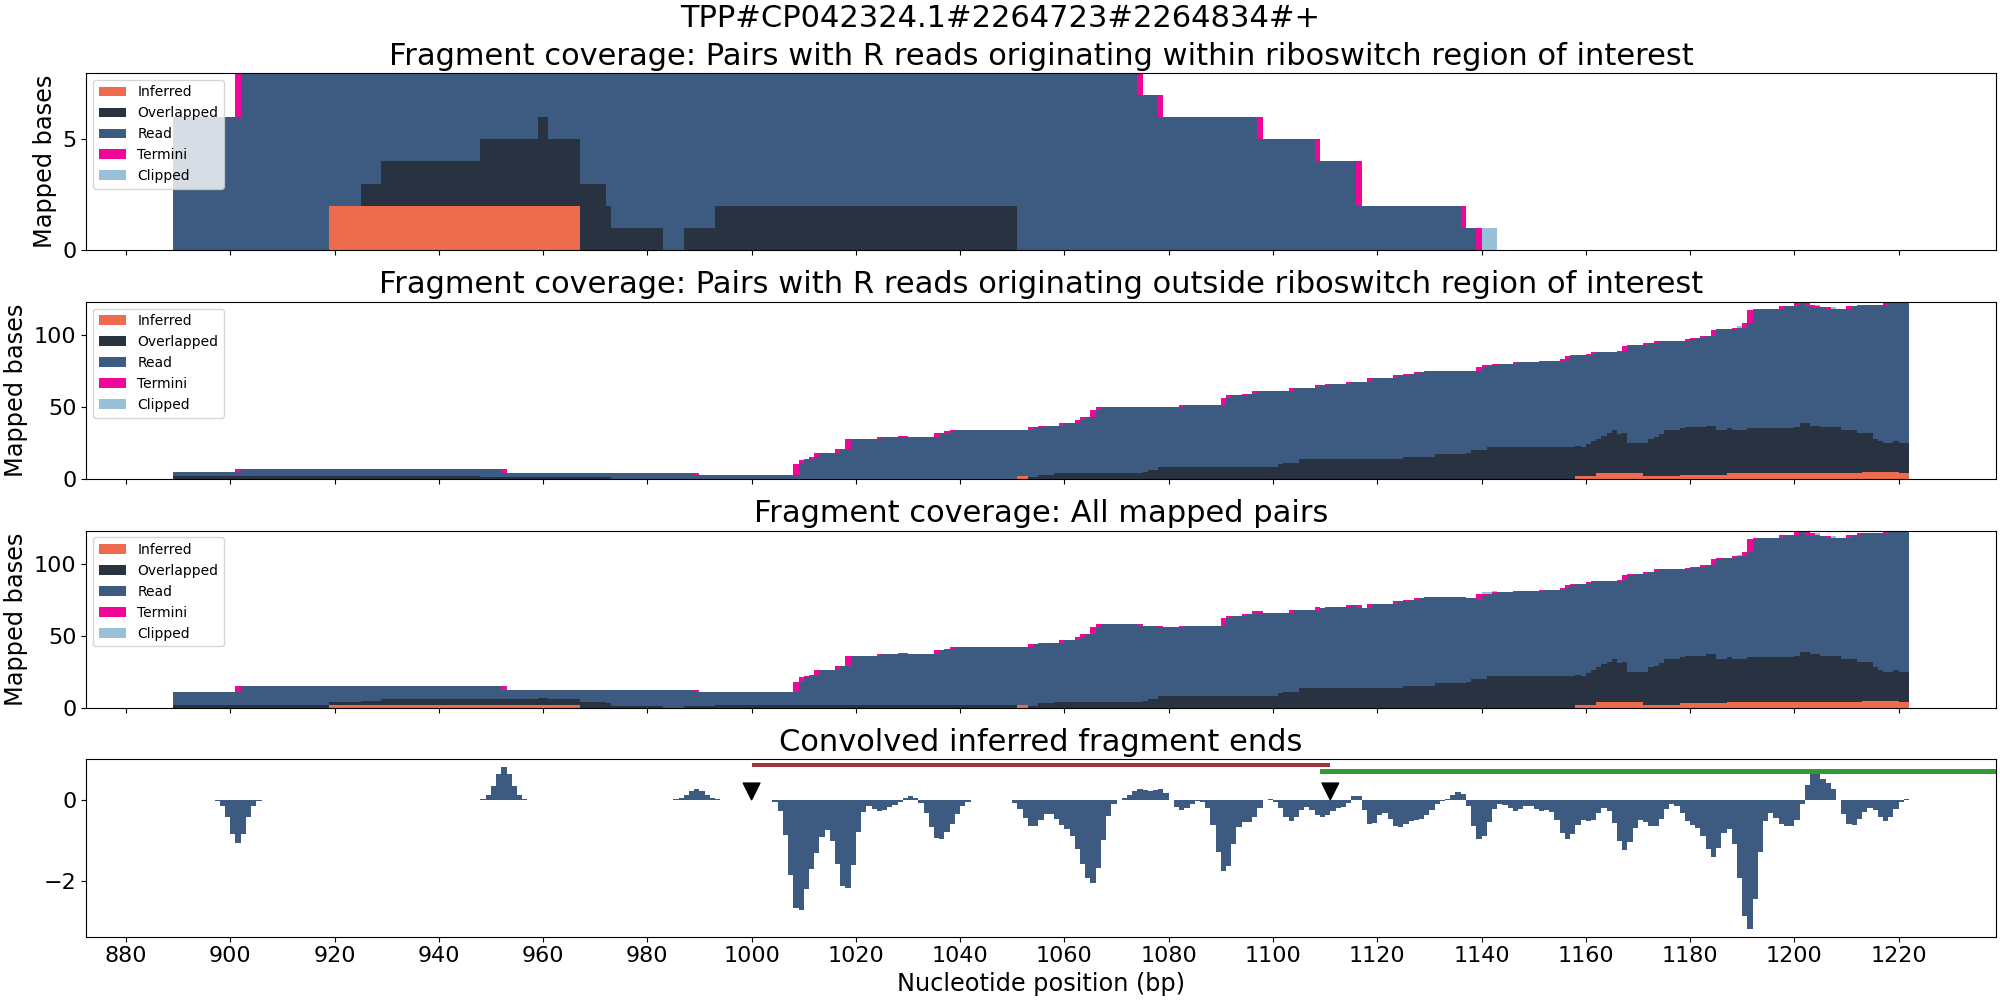 TPP#CP042324.1#2264723#2264834#+
Fragment coverage: Pairs with R reads originating within riboswitch region of interest
Mapped bases
5
0
Inferred
Overlapped
Read
Termini
Clipped
Fragment coverage: Pairs with R reads originating outside riboswitch region of interest
Mapped bases
100
50
0
Inferred
Overlapped
Read
Termini
Clipped
Fragment coverage: All mapped pairs
Mapped bases
100
50
0
Inferred
Overlapped
Read
Termini
Clipped
Convolved inferred fragment ends
0
−2
880 900 920 940 960 980 1000 1020 1040 1060 1080 1100 1120 1140 1160 1180 1200 1220
Nucleotide position (bp)